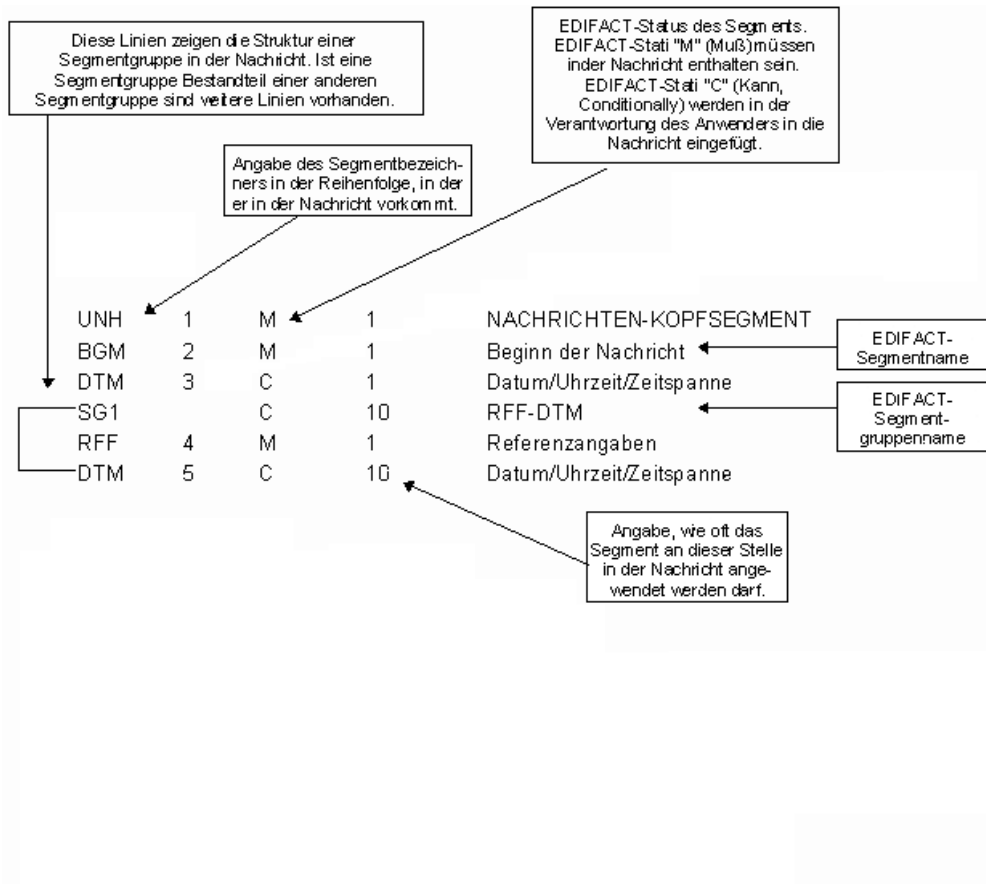 Diese Linien zeigen die Struktur einer
Segmentgruppe in der Nachricht. Ist eine
Segmentgruppe Bestandteil einer anderen
Segmentgruppe sind weitere Linien vorhanden.
EDIFACT-Status des Segments.
EDIFACT-Stati "M" (Muß) müssen
inder Nachricht enthalten sein.
EDIFACT-Stati "C" (Kann,
Conditionally) werden in der
Verantwortung des Anwenders in die
Nachricht eingefügt.
Angabe des Segmentbezeich-
ners in der Reihenfolge, in der
er in der Nachricht vorkommt.
UNH 1 M 1 NACHRICHTEN-KOPFSEGMENT
BGM 2 M 1 Beginn der Nachricht
DTM 3 C 1 Datum/Uhrzeit/Zeitspanne
SG1 C 10 RFF-DTM
RFF 4 M 1 Referenzangaben
DTM 5 C 10 Datum/Uhrzeit/Zeitspanne
EDIFACT-
Segmentname
EDIFACT-
Segment-
gruppenname
Angabe, wie oft das
Segment an dieser Stelle
in der Nachricht ange-
wendet werden darf.